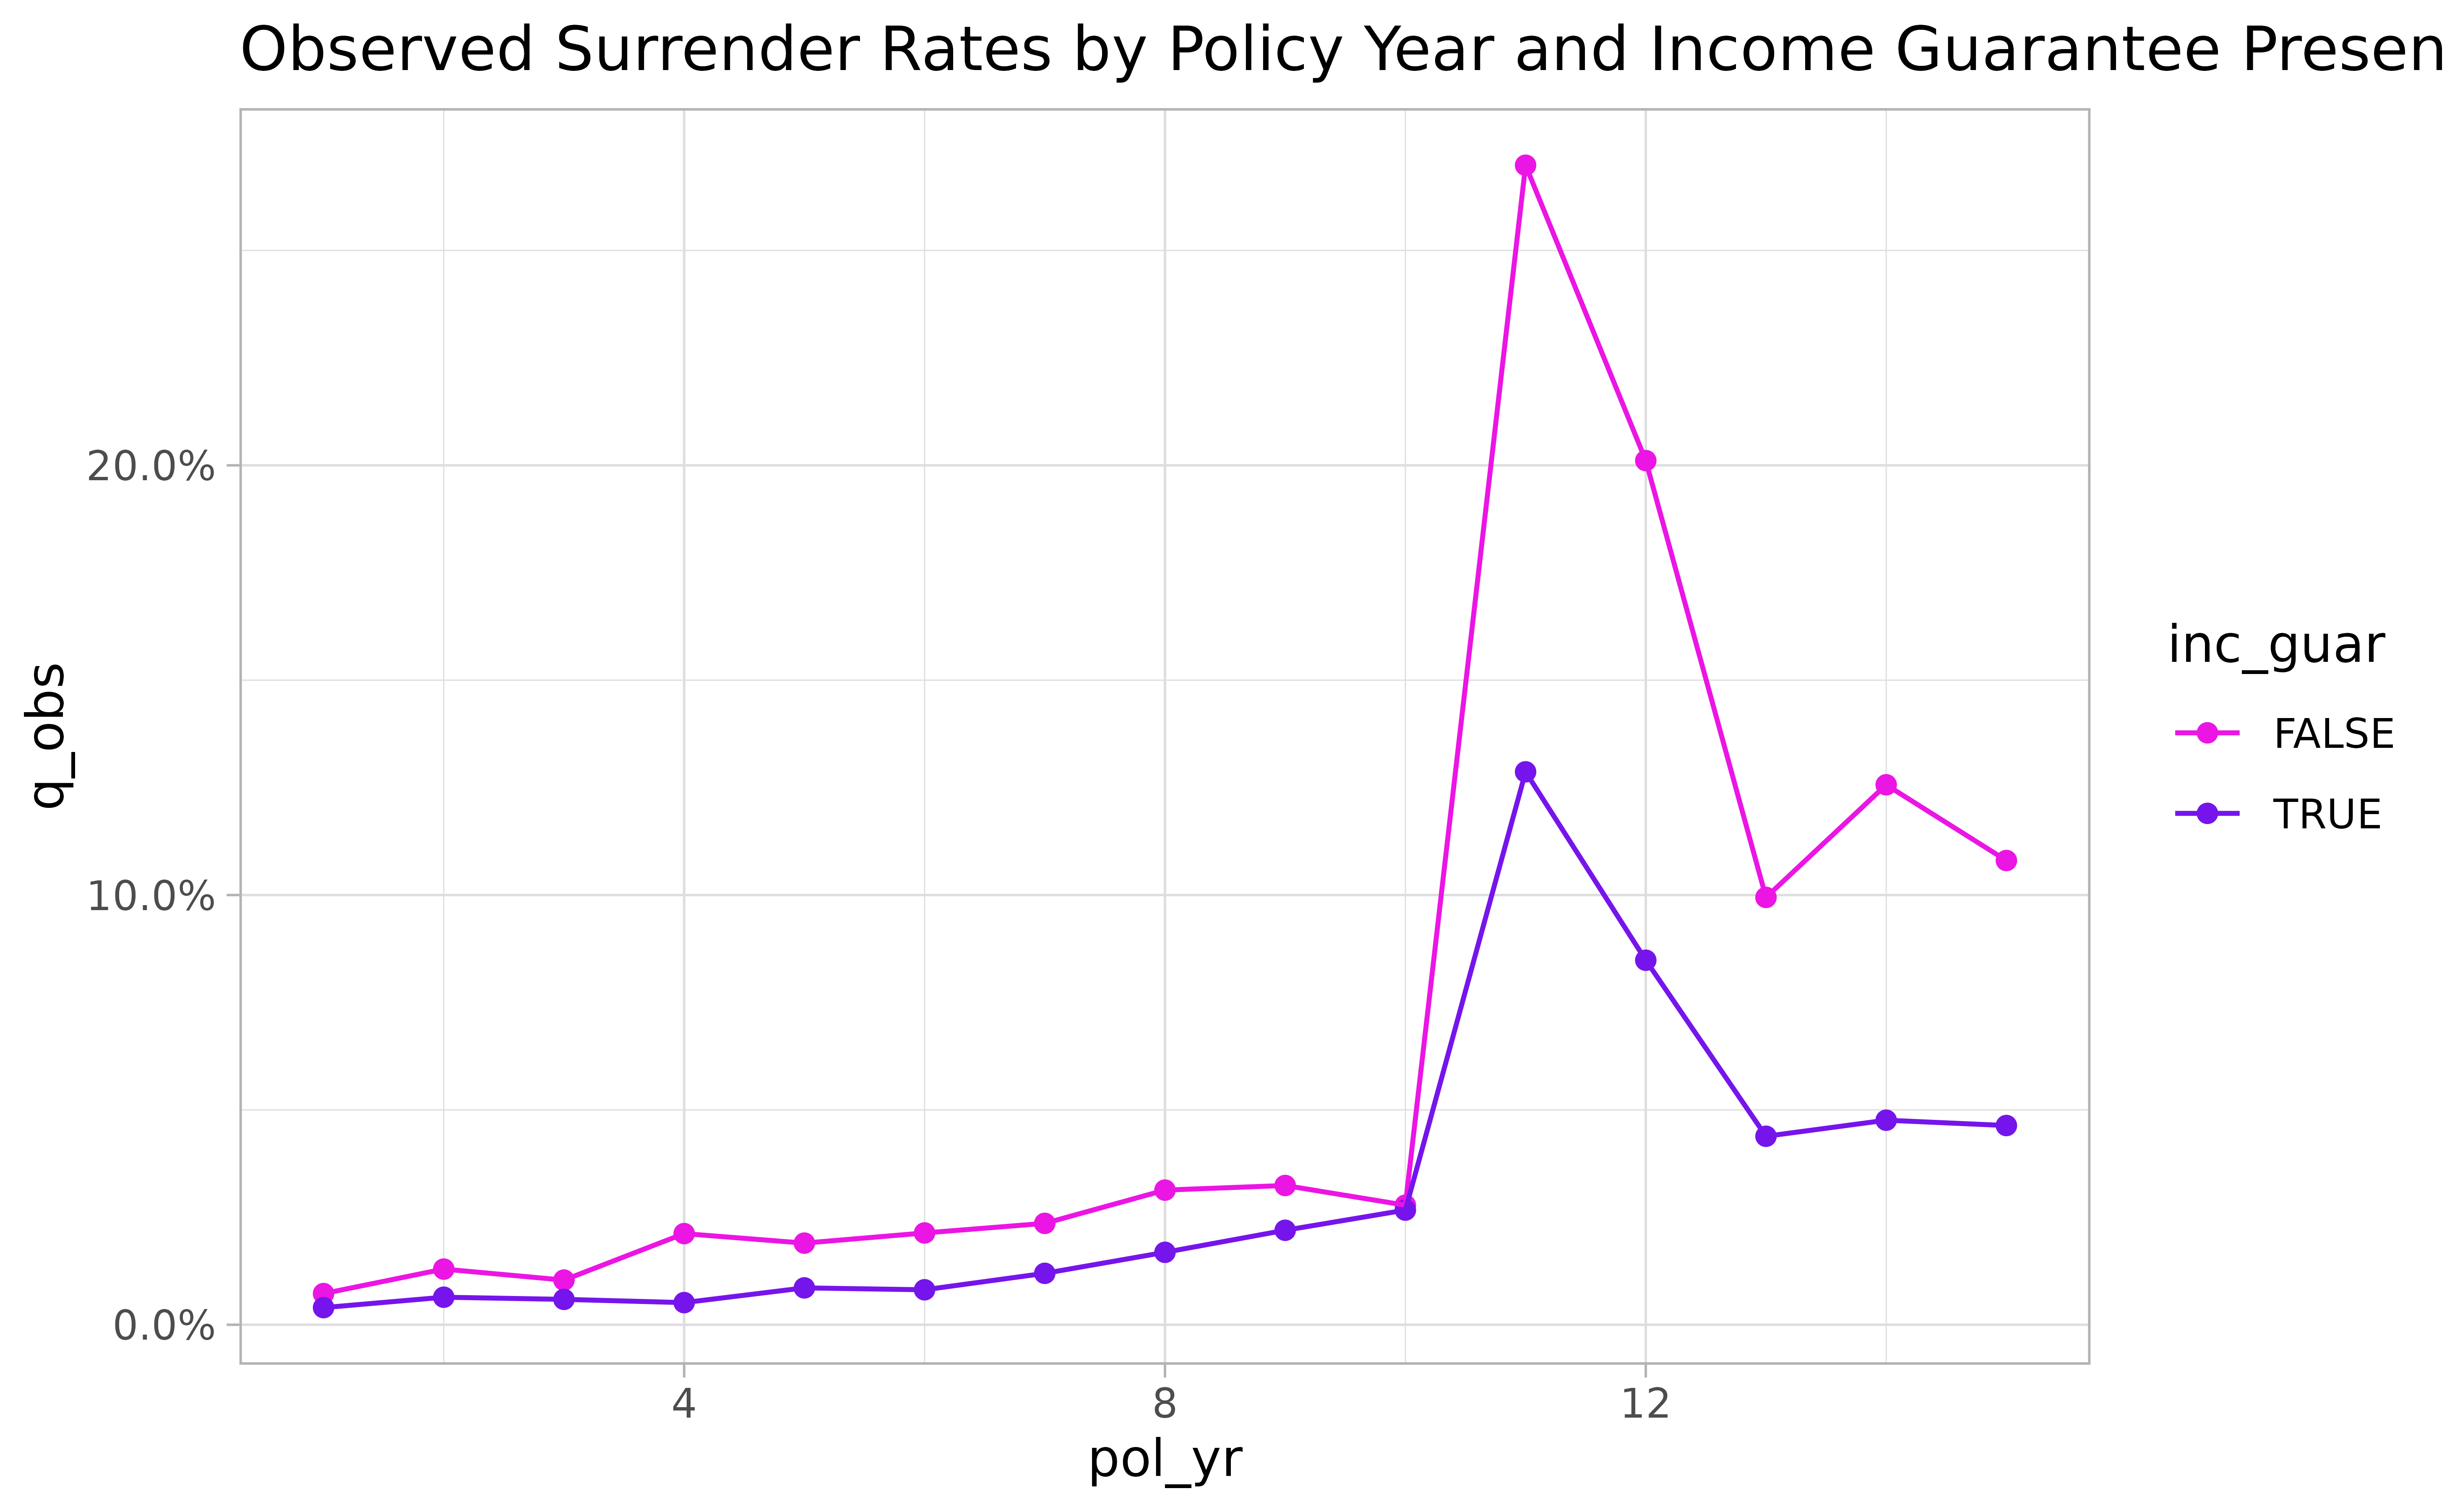 Observed Surrender Rates by Policy Year and Income Guarantee Presen
20.0%
10.0%
0.0%
q_obs
4 8 12
pol_yr
inc_guar
FALSE
TRUE